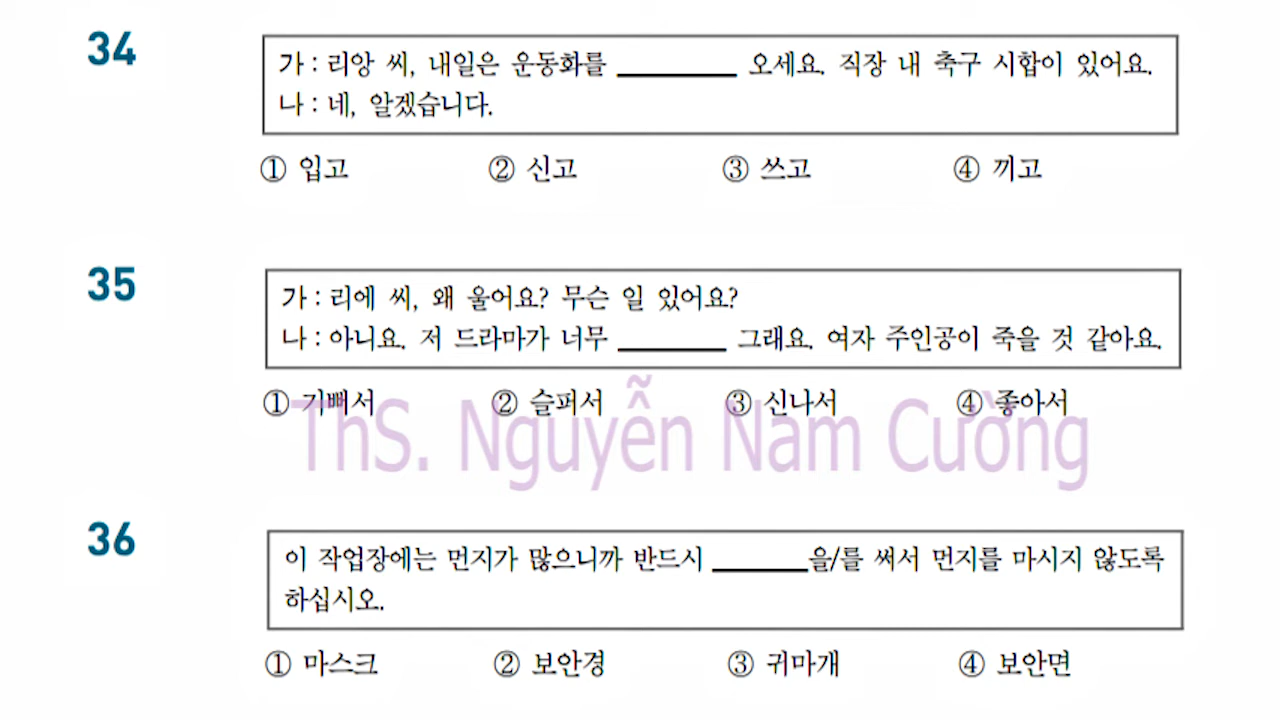 34
가 : 리앙 씨, 내일은 운동화를 ________ 오세요. 직장 내 축구 시합이 있어요.
나 : 네, 알겠습니다.
① 입고 ② 신고 ③ 쓰고 ④ 끼고
35
가 : 리에 씨, 왜 울어요? 무슨 일 있어요?
나 : 아니요. 저 드라마가 너무 ________ 그래요. 여자 주인공이 죽을 것 같아요.
① 기뻐서 ② 슬퍼서 ③ 신나서 ④ 좋아서
ThS. Nguyễn Nam Cường
36
이 작업장에는 먼지가 많으니까 반드시 ________을/를 써서 먼지를 마시지 않도록
하십시오.
① 마스크 ② 보안경 ③ 귀마개 ④ 보안면